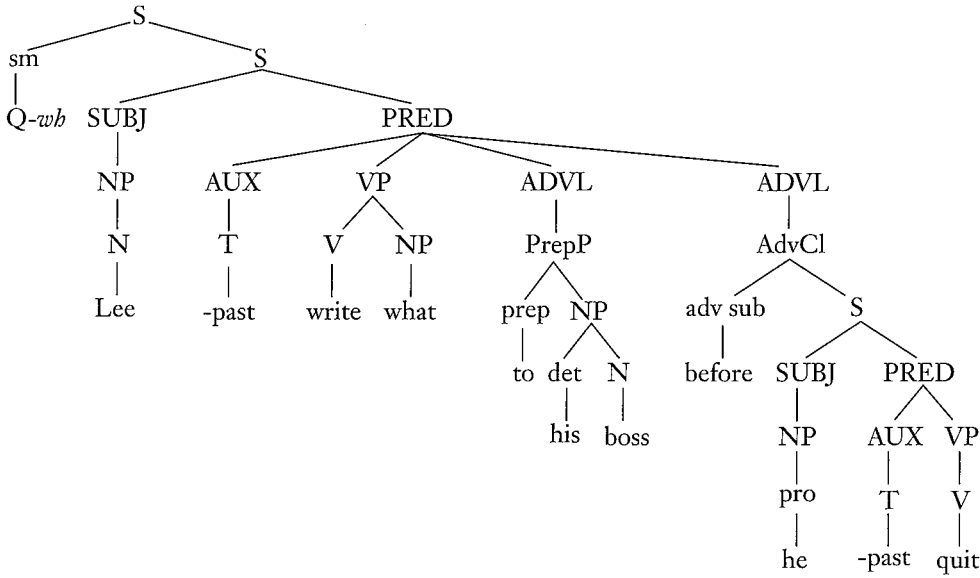 S
sm S
Q-wh SUBJ PRED
NP AUX VP ADVL ADVL
N T V NP PrepP AdvCl
Lee -past write what prep NP adv sub S
to det N before SUBJ PRED
his boss NP AUX VP
pro T V
he -past quit